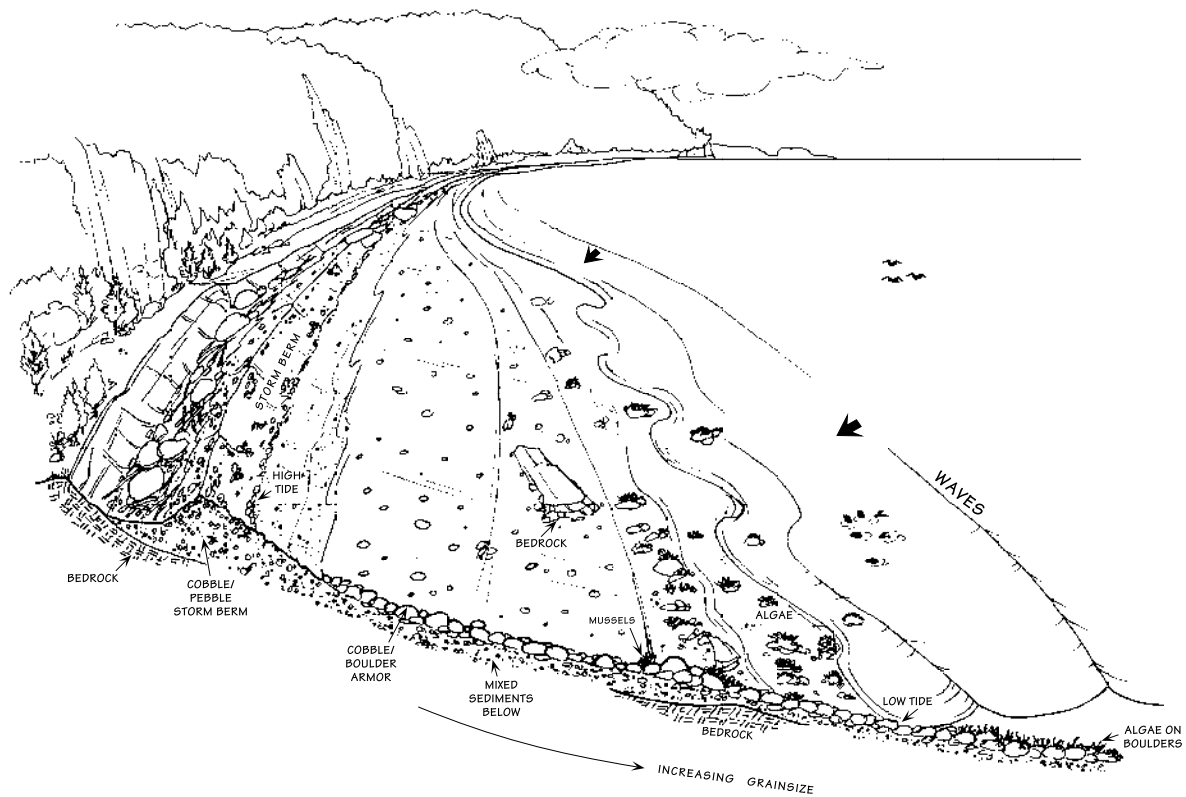 STORM BERM
HIGH
TIDE
WAVES
BEDROCK
BEDROCK
COBBLE/
PEBBLE
STORM BERM
ALGAE
MUSSELS
COBBLE/
BOULDER
ARMOR
MIXED
SEDIMENTS
BELOW
LOW TIDE
BEDROCK
ALGAE ON
BOULDERS
INCREASING GRAINSIZE